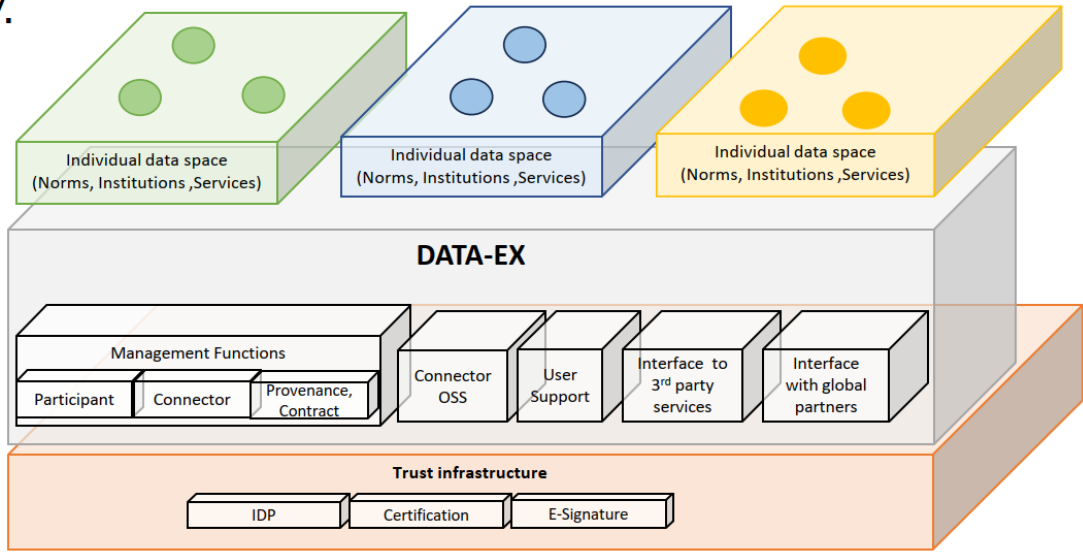 Individual data space
(Norms, Institutions ,Services)
Individual data space
(Norms, Institutions ,Services)
Individual data space
(Norms, Institutions ,Services)
DATA-EX
Management Functions
Participant
Connector
Provenance,
Contract
Connector
OSS
User
Support
Interface to
3rd party
services
Interface
with global
partners
Trust infrastructure
IDP
Certification
E-Signature